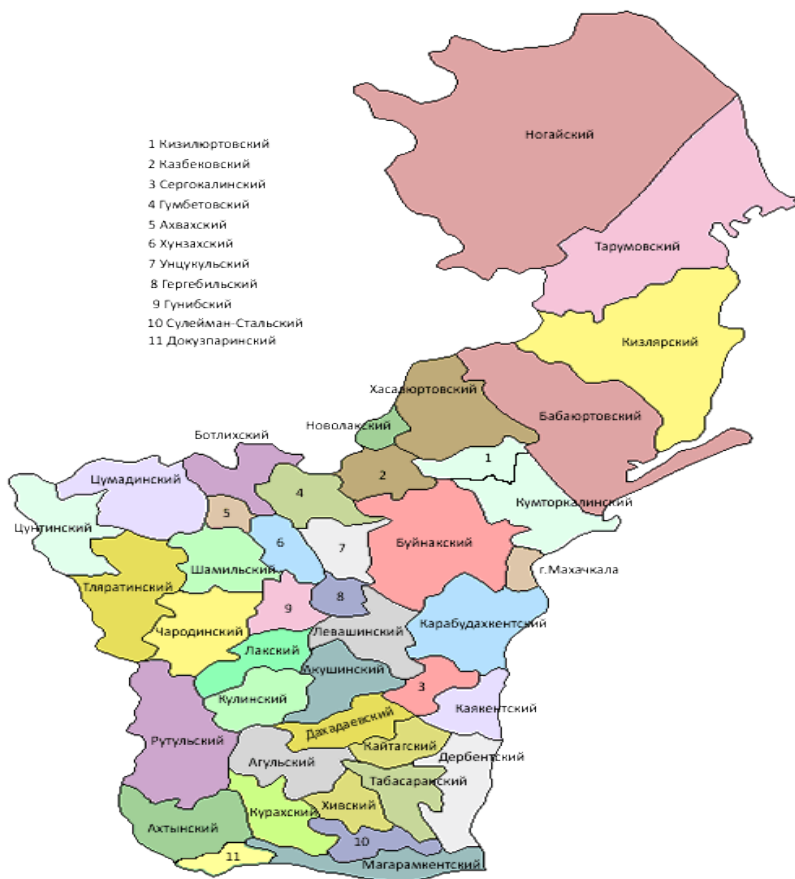 Ногайский
1 Кизилюртовский
2 Казбековский
3 Сергокалинский
4 Гумбетовский
5 Ахвахский
6 Хунзахский
7 Унцукульский
8 Гергебильский
9 Гунибский
10 Сулейман-Стальский
11 Докузпаринский
Тарумовский
Кизлярский
Хасавюртовский
Бабаюртовский
Новолакский
Ботлихский
1
Цумадинский
2
4
Кумторкалинский
5
Цунтинский
6
7
Буйнакский
Шамильский
г.Махачкала
Тляратинский
8
9
Карабудахкентский
Чародинский
Левашинский
Лакский
Акушинский
3
Кулинский
Каякентский
Дахадаевский
Рутульский
Кайтагский
Дербентский
Агульский
Табасаранский
Хивский
Курахский
Ахтынский
10
11
Магарамкентский